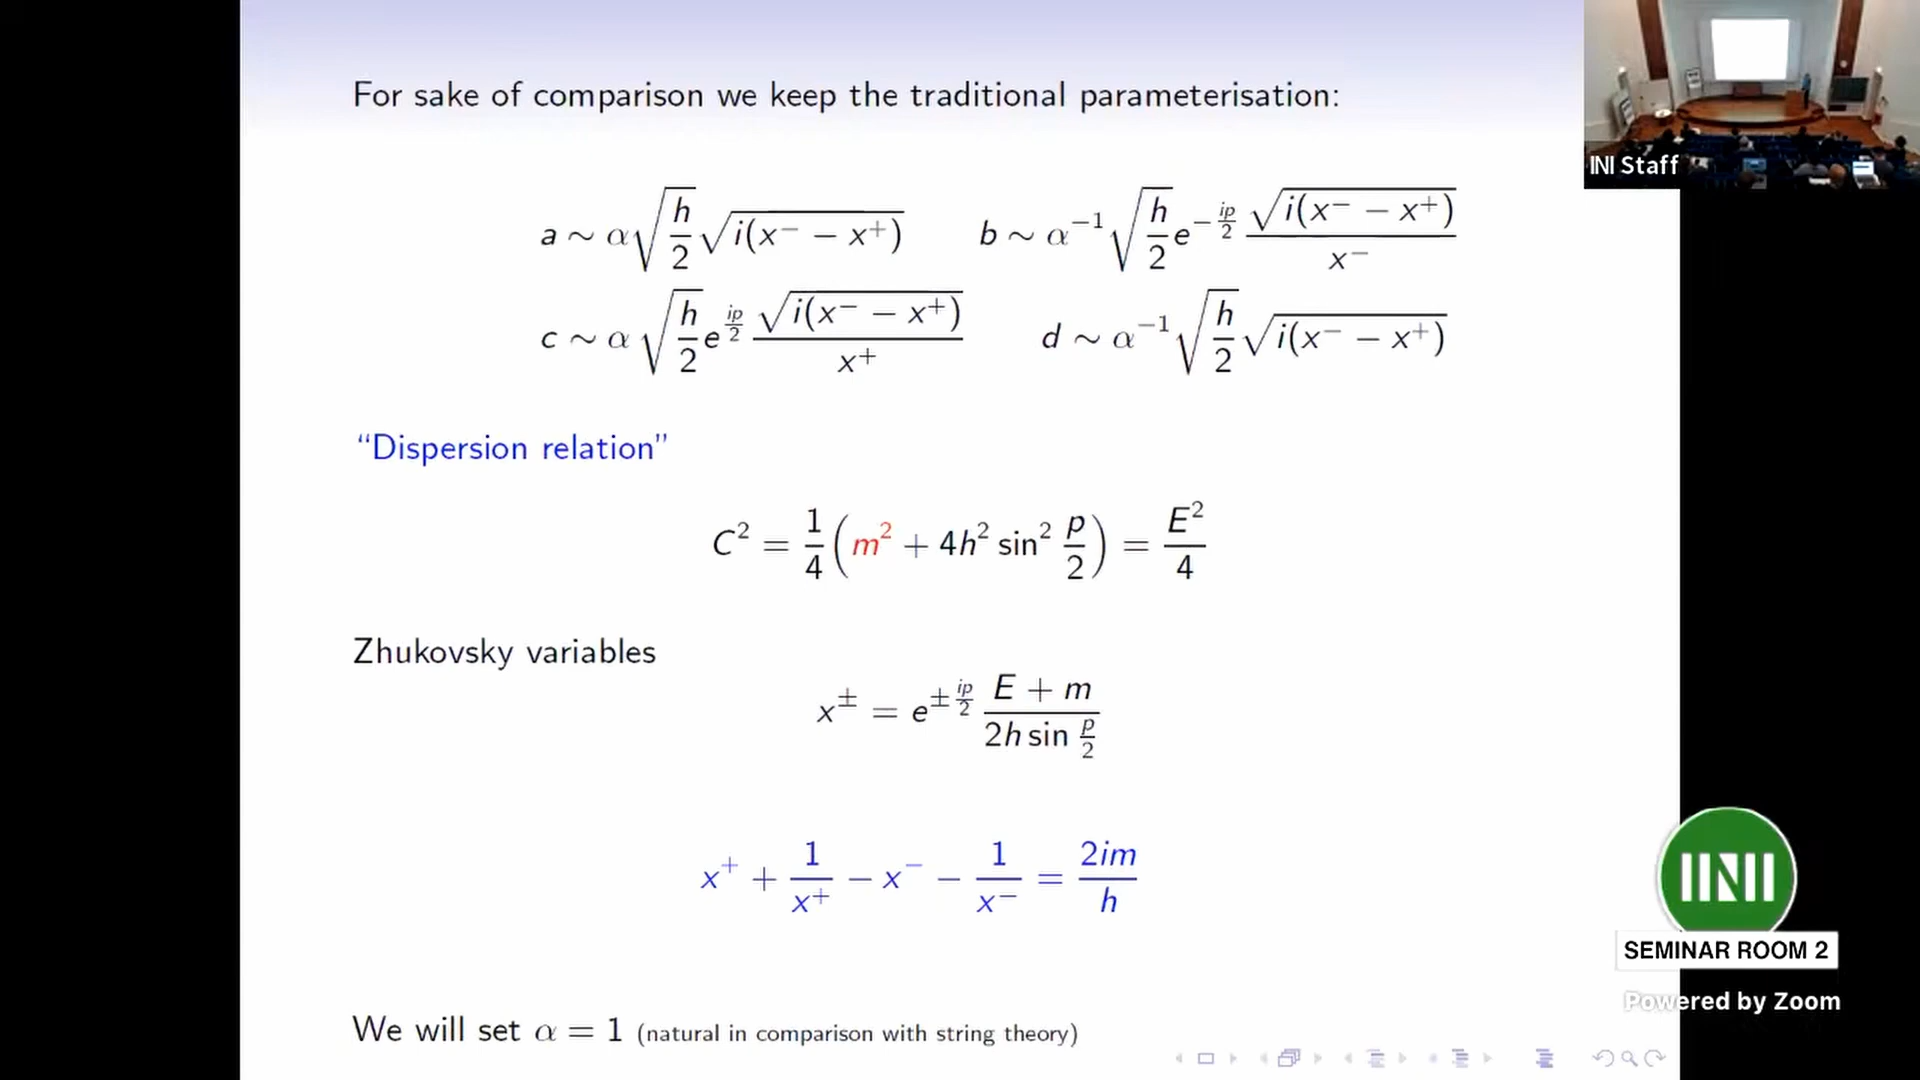 For sake of comparison we keep the traditional parameterisation:
INI Staff
a ∼ α√(h/2) √(i(x⁻ − x⁺))    b ∼ α⁻¹√(h/2) e^{−ip/2} √(i(x⁻ − x⁺))/x⁻
c ∼ α√(h/2) e^{ip/2} √(i(x⁻ − x⁺))/x⁺    d ∼ α⁻¹√(h/2) √(i(x⁻ − x⁺))
“Dispersion relation”
C² = 1/4 (m² + 4h² sin² p/2) = E²/4
Zhukovsky variables
x^± = e^{±ip/2} (E + m)/(2h sin p/2)
x⁺ + 1/x⁺ − x⁻ − 1/x⁻ = 2im/h
We will set α = 1 (natural in comparison with string theory)
INI
SEMINAR ROOM 2
Powered by Zoom